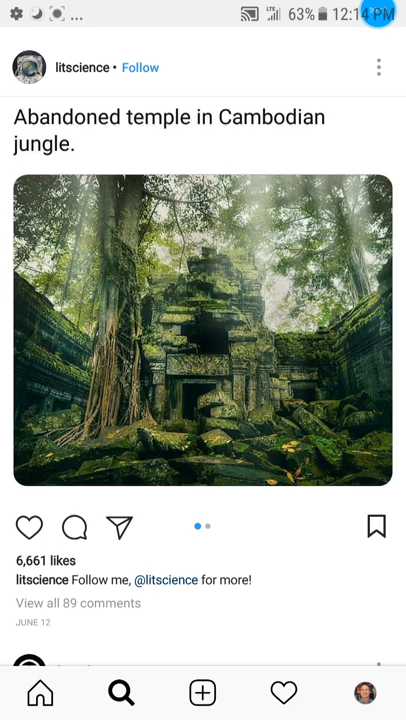 63% 12:14 PM
litscience • Follow
Abandoned temple in Cambodian
jungle.
6,661 likes
litscience Follow me, @litscience for more!
View all 89 comments
JUNE 12